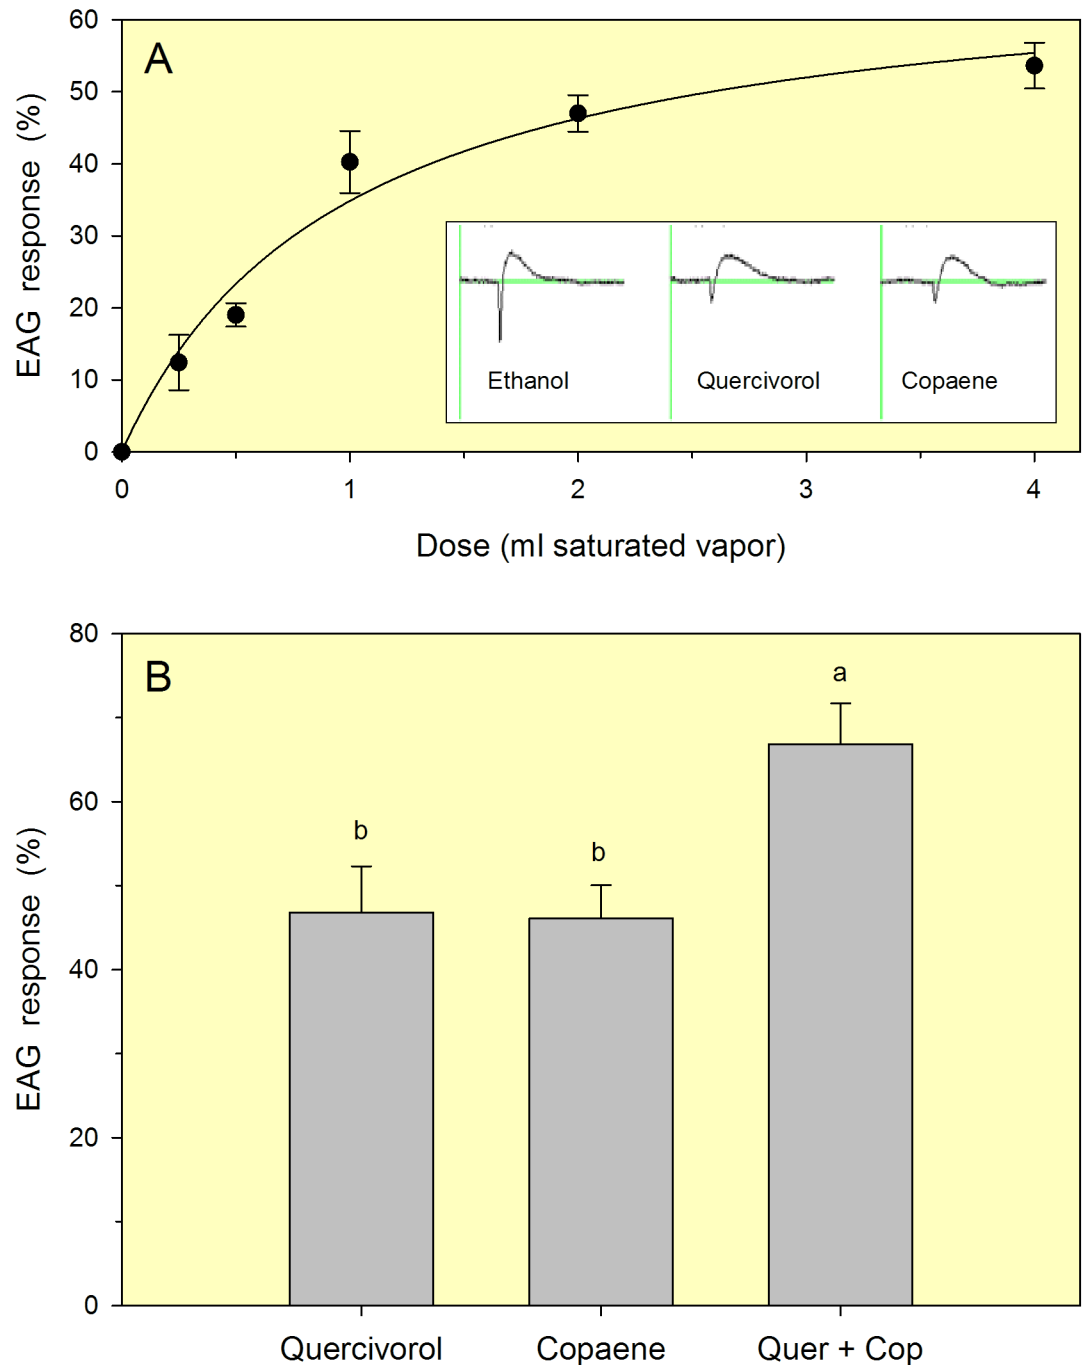 A
60
50
40
30
20
10
0
EAG response (%)
Ethanol Quercivorol Copaene
0 1 2 3 4
Dose (ml saturated vapor)
B
80
60
40
20
0
EAG response (%)
b b a
Quercivorol Copaene Quer + Cop